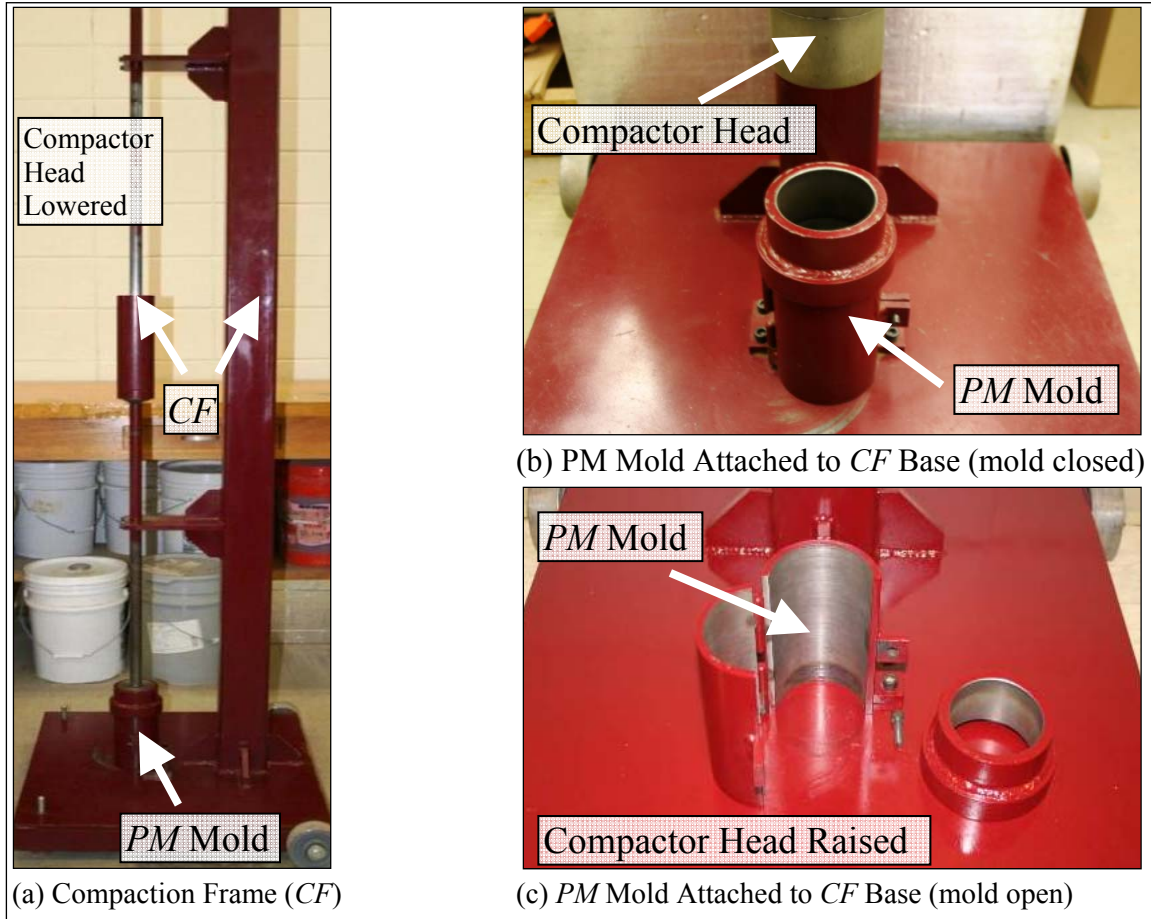 Compactor
Head
Lowered
CF
PM Mold
(a) Compaction Frame (CF)
Compactor Head
PM Mold
(b) PM Mold Attached to CF Base (mold closed)
PM Mold
Compactor Head Raised
(c) PM Mold Attached to CF Base (mold open)